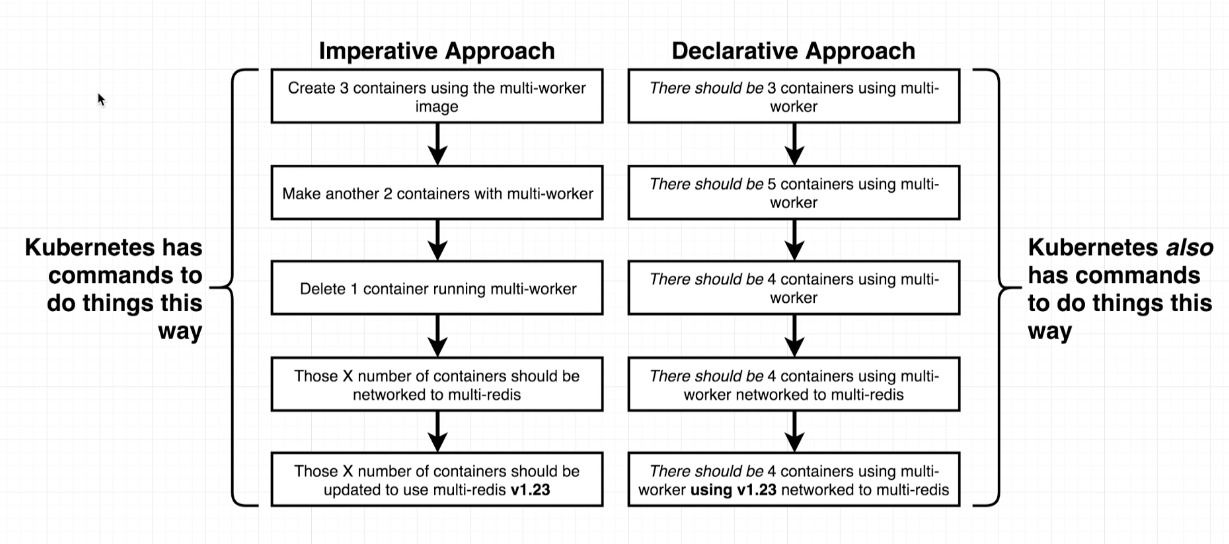 Imperative Approach
Declarative Approach
Create 3 containers using the multi-worker
image
There should be 3 containers using multi-
worker
Make another 2 containers with multi-worker
There should be 5 containers using multi-
worker
Delete 1 container running multi-worker
There should be 4 containers using multi-
worker
Those X number of containers should be
networked to multi-redis
There should be 4 containers using multi-
worker networked to multi-redis
Those X number of containers should be
updated to use multi-redis v1.23
There should be 4 containers using multi-
worker using v1.23 networked to multi-redis
Kubernetes has
commands to
do things this
way
Kubernetes also
has commands
to do things this
way